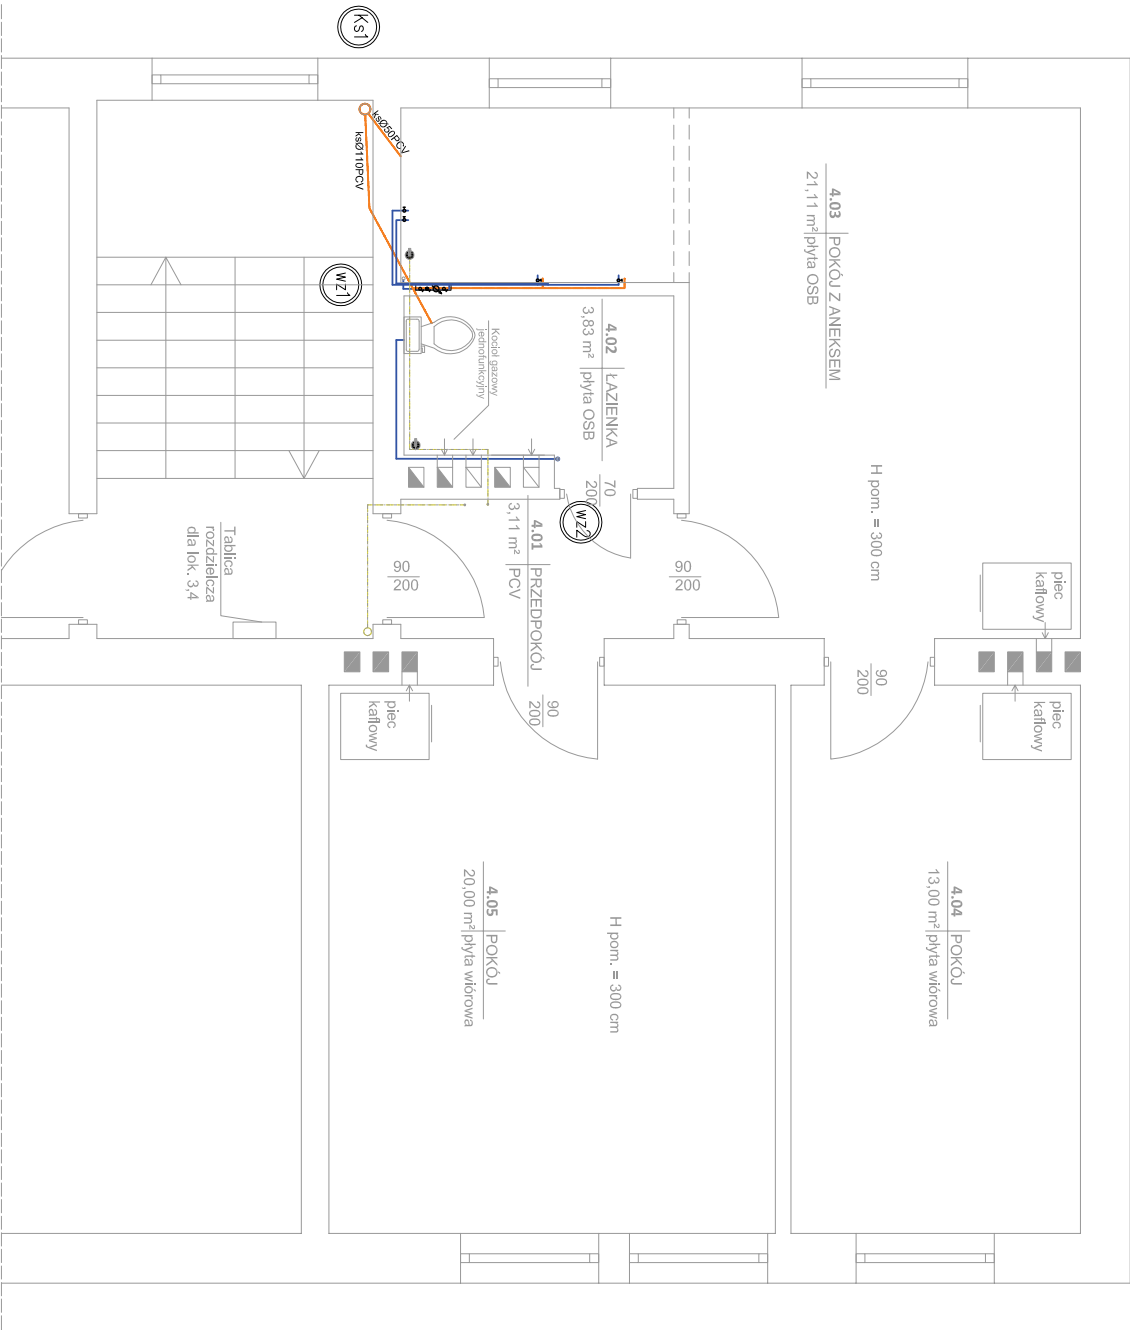 Ks1
ksØ50PCV
ksØ110PCV
wz1
4.03 POKÓJ Z ANEKSEM
21,11 m² płyta OSB
4.02 ŁAZIENKA
3,83 m² płyta OSB
Kocioł gazowy
jednofunkcyjny
H pom. = 300 cm
70
200
wz2
4.01 PRZEDPOKÓJ
3,11 m² PCV
90
200
90
200
Tablica
rozdzielcza
dla lok. 3,4
piec
kaflowy
90
200
90
200
piec
kaflowy
piec
kaflowy
4.05 POKÓJ
20,00 m² płyta wiórowa
H pom. = 300 cm
4.04 POKÓJ
13,00 m² płyta wiórowa